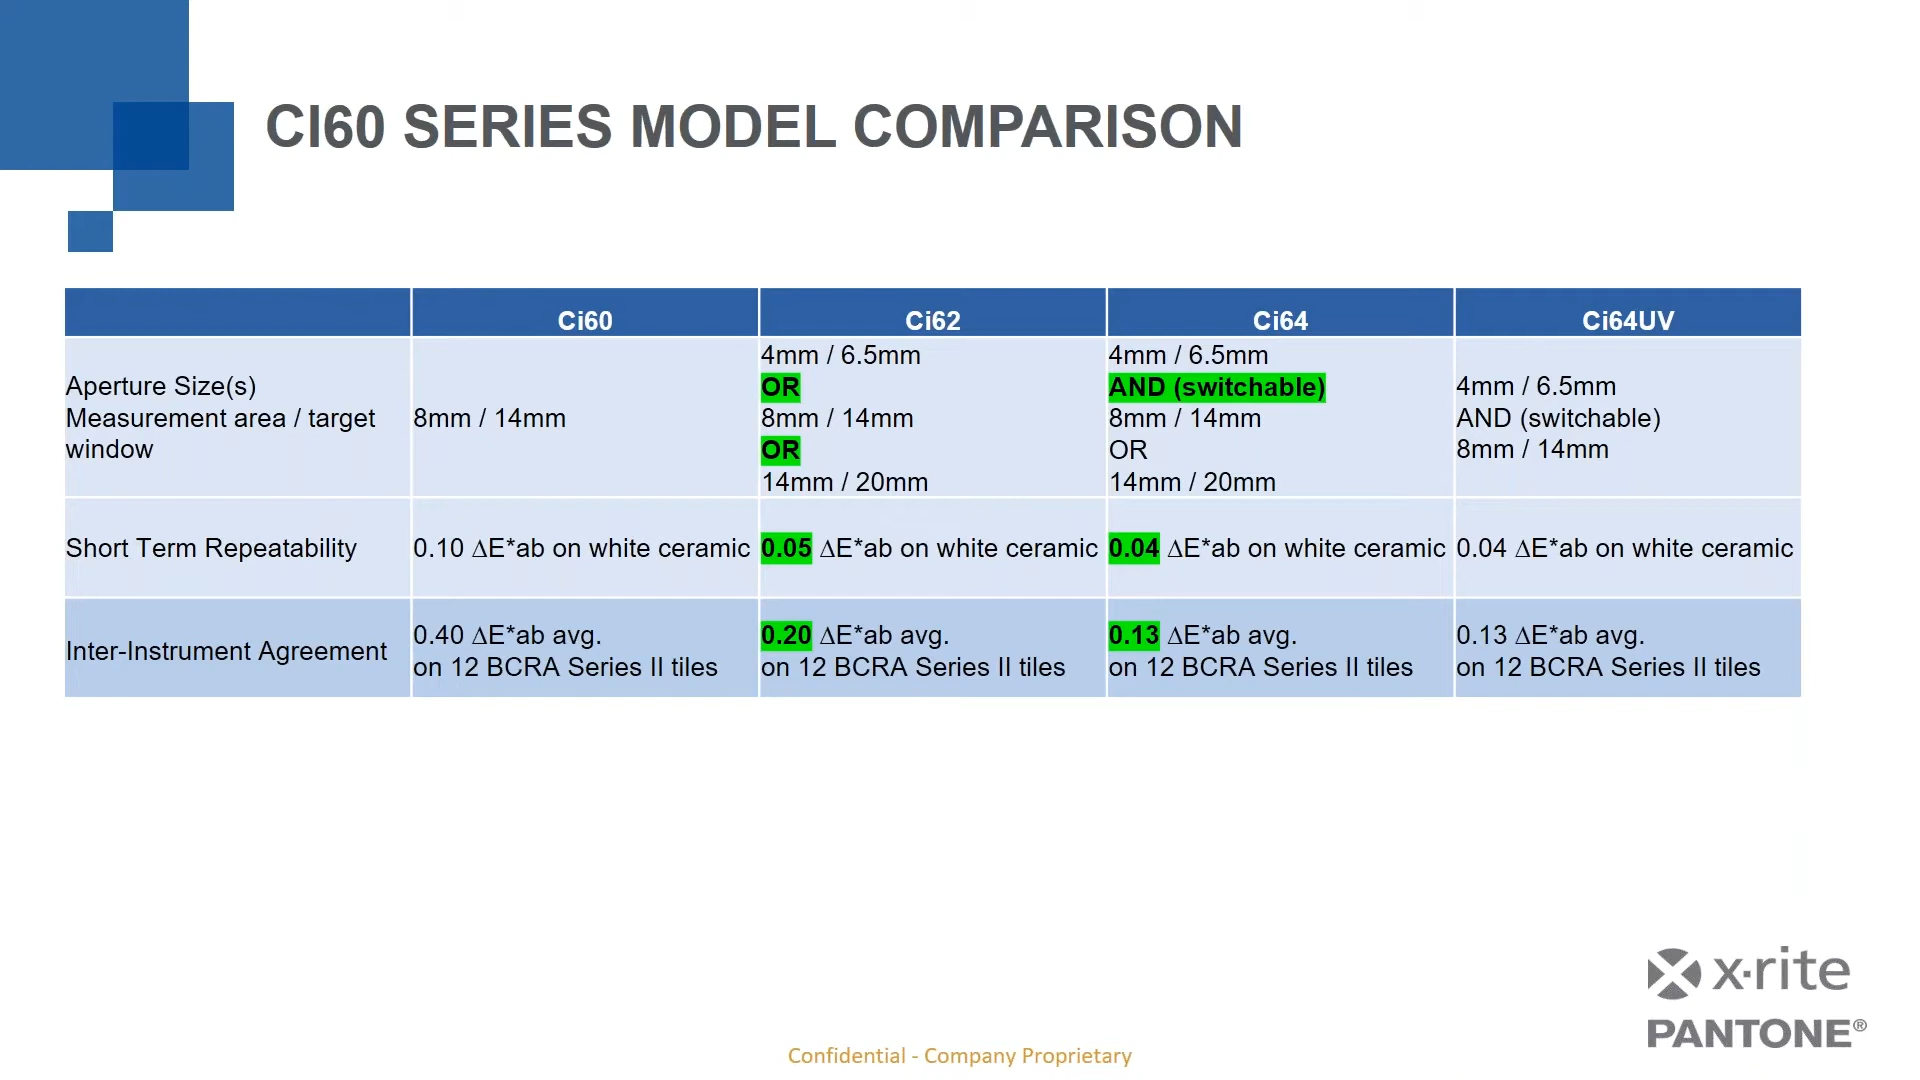 CI60 SERIES MODEL COMPARISON
Ci60
Ci62
Ci64
Ci64UV
Aperture Size(s)
Measurement area / target
window
8mm / 14mm
4mm / 6.5mm
OR
8mm / 14mm
OR
14mm / 20mm
4mm / 6.5mm
AND (switchable)
8mm / 14mm
OR
14mm / 20mm
4mm / 6.5mm
AND (switchable)
8mm / 14mm
Short Term Repeatability
0.10 ΔE*ab on white ceramic
0.05 ΔE*ab on white ceramic
0.04 ΔE*ab on white ceramic
0.04 ΔE*ab on white ceramic
Inter-Instrument Agreement
0.40 ΔE*ab avg.
on 12 BCRA Series II tiles
0.20 ΔE*ab avg.
on 12 BCRA Series II tiles
0.13 ΔE*ab avg.
on 12 BCRA Series II tiles
0.13 ΔE*ab avg.
on 12 BCRA Series II tiles
x·rite
PANTONE®
Confidential - Company Proprietary